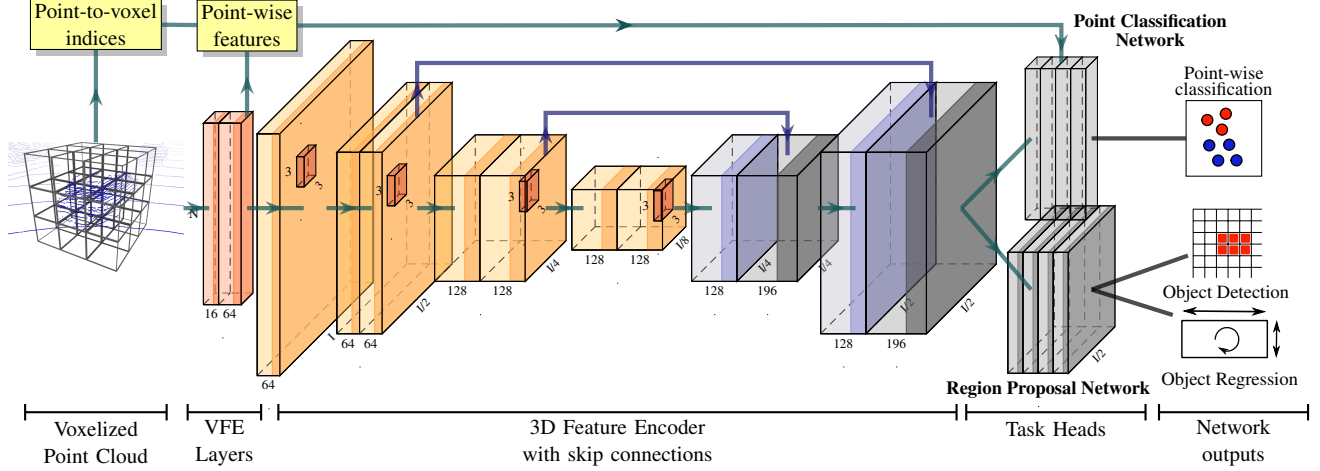 Point-to-voxel
indices
Point-wise
features
Point Classification
Network
Point-wise
classification
N
16 64
64
3
3
I
64 64
3
3
I/2
128 128
3
3
I/4
128 128
3
3
I/8
128 196
I/4
I/4
128 196
I/2
I/2
I/2
Object Detection
Object Regression
Region Proposal Network
Voxelized
Point Cloud
VFE
Layers
3D Feature Encoder
with skip connections
Task Heads
Network
outputs